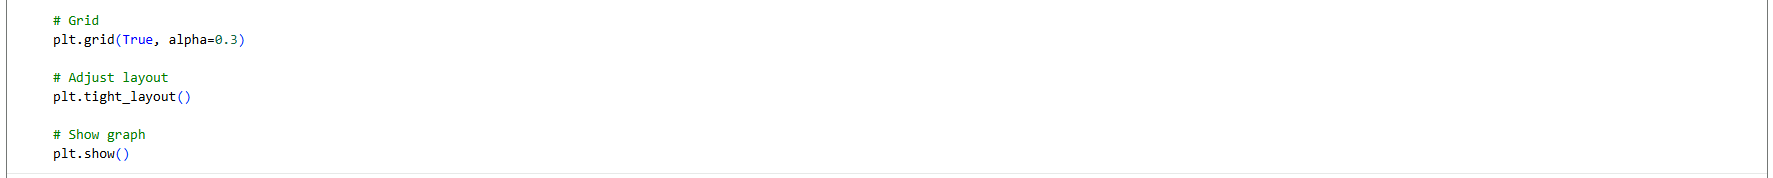 # Grid
plt.grid(True, alpha=0.3)
# Adjust layout
plt.tight_layout()
# Show graph
plt.show()